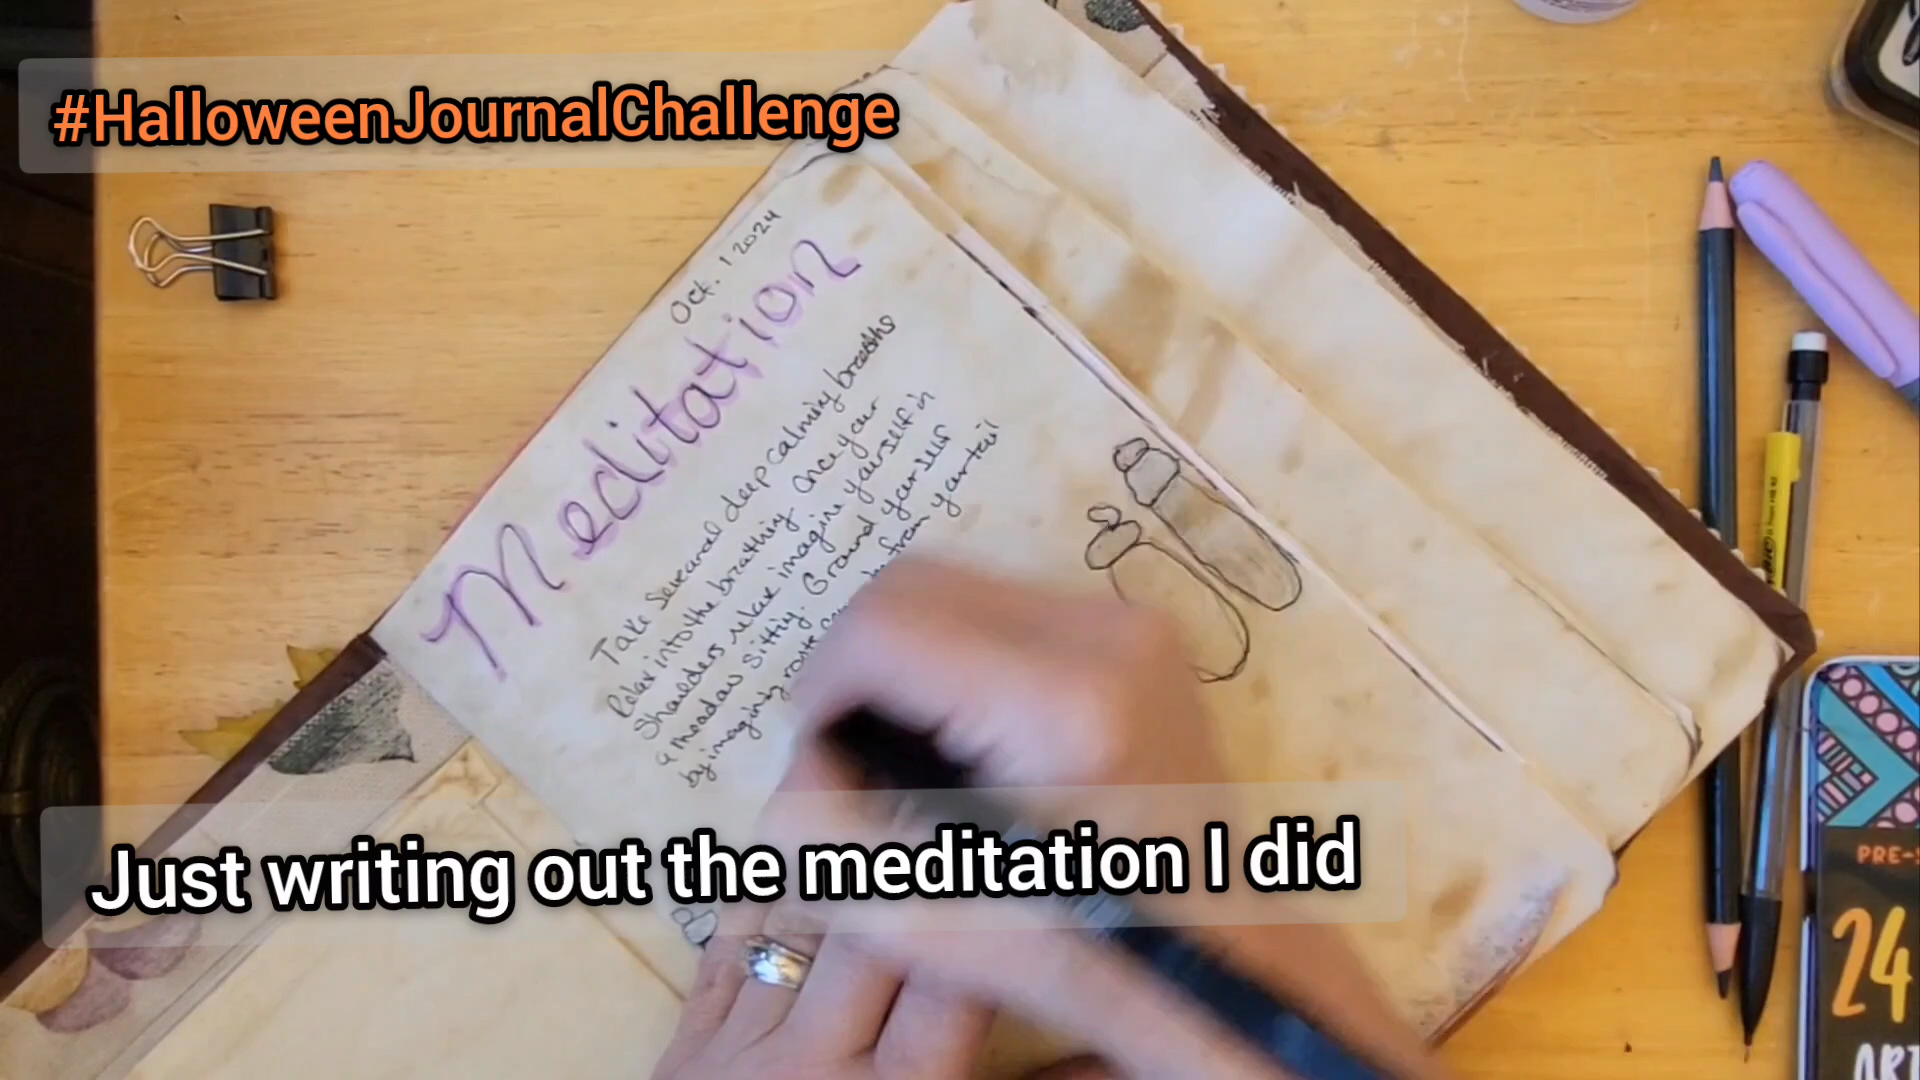 #HalloweenJournalChallenge
Oct. 1 2024
Meditation
Take several deep calming breaths
Relax into the breathing. Once your
shoulders relax imagine yourself in
a meadow sitting. Ground yourself
by imaging roots from your tail
Just writing out the meditation I did
PRE-
24
ART